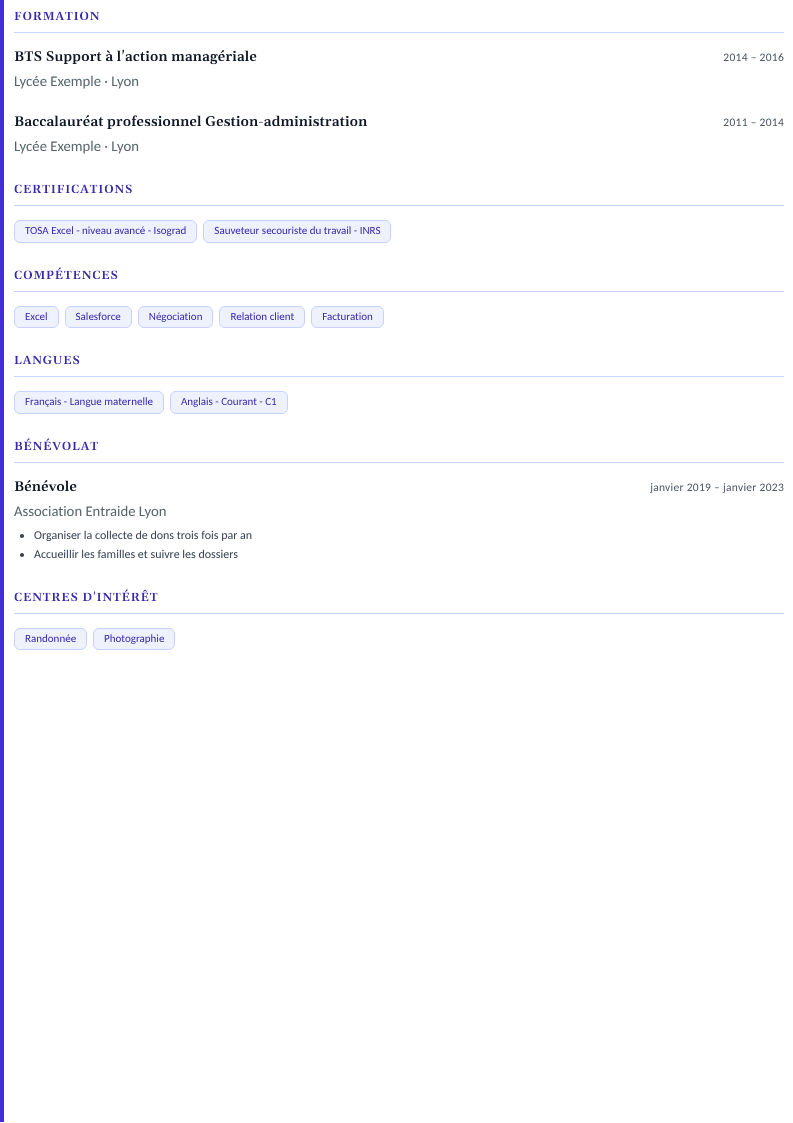 FORMATION
BTS Support à l'action managériale 2014 – 2016
Lycée Exemple · Lyon
Baccalauréat professionnel Gestion-administration 2011 – 2014
Lycée Exemple · Lyon
CERTIFICATIONS
TOSA Excel - niveau avancé - Isograd Sauveteur secouriste du travail - INRS
COMPÉTENCES
Excel Salesforce Négociation Relation client Facturation
LANGUES
Français - Langue maternelle Anglais - Courant - C1
BÉNÉVOLAT
Bénévole janvier 2019 – janvier 2023
Association Entraide Lyon
• Organiser la collecte de dons trois fois par an
• Accueillir les familles et suivre les dossiers
CENTRES D'INTÉRÊT
Randonnée Photographie